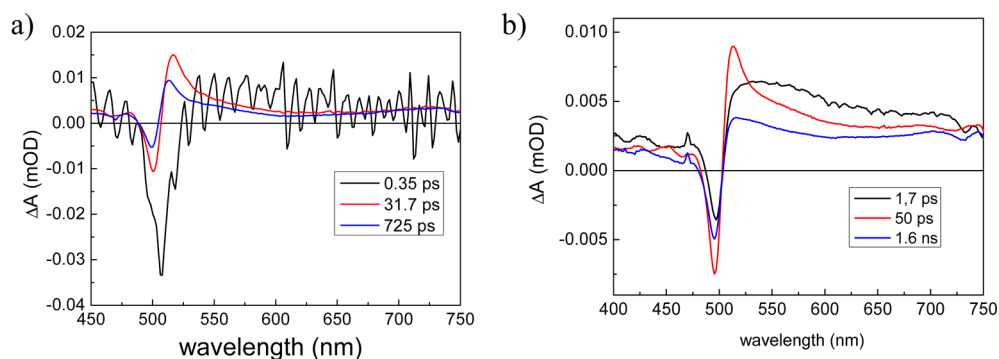 a)
0.02
0.01
0.00
-0.01
-0.02
-0.03
-0.04
ΔA (mOD)
0.35 ps
31.7 ps
725 ps
450 500 550 600 650 700 750
wavelength (nm)
b)
0.010
0.005
0.000
-0.005
ΔA (mOD)
1,7 ps
50 ps
1.6 ns
400 450 500 550 600 650 700 750
wavelength (nm)